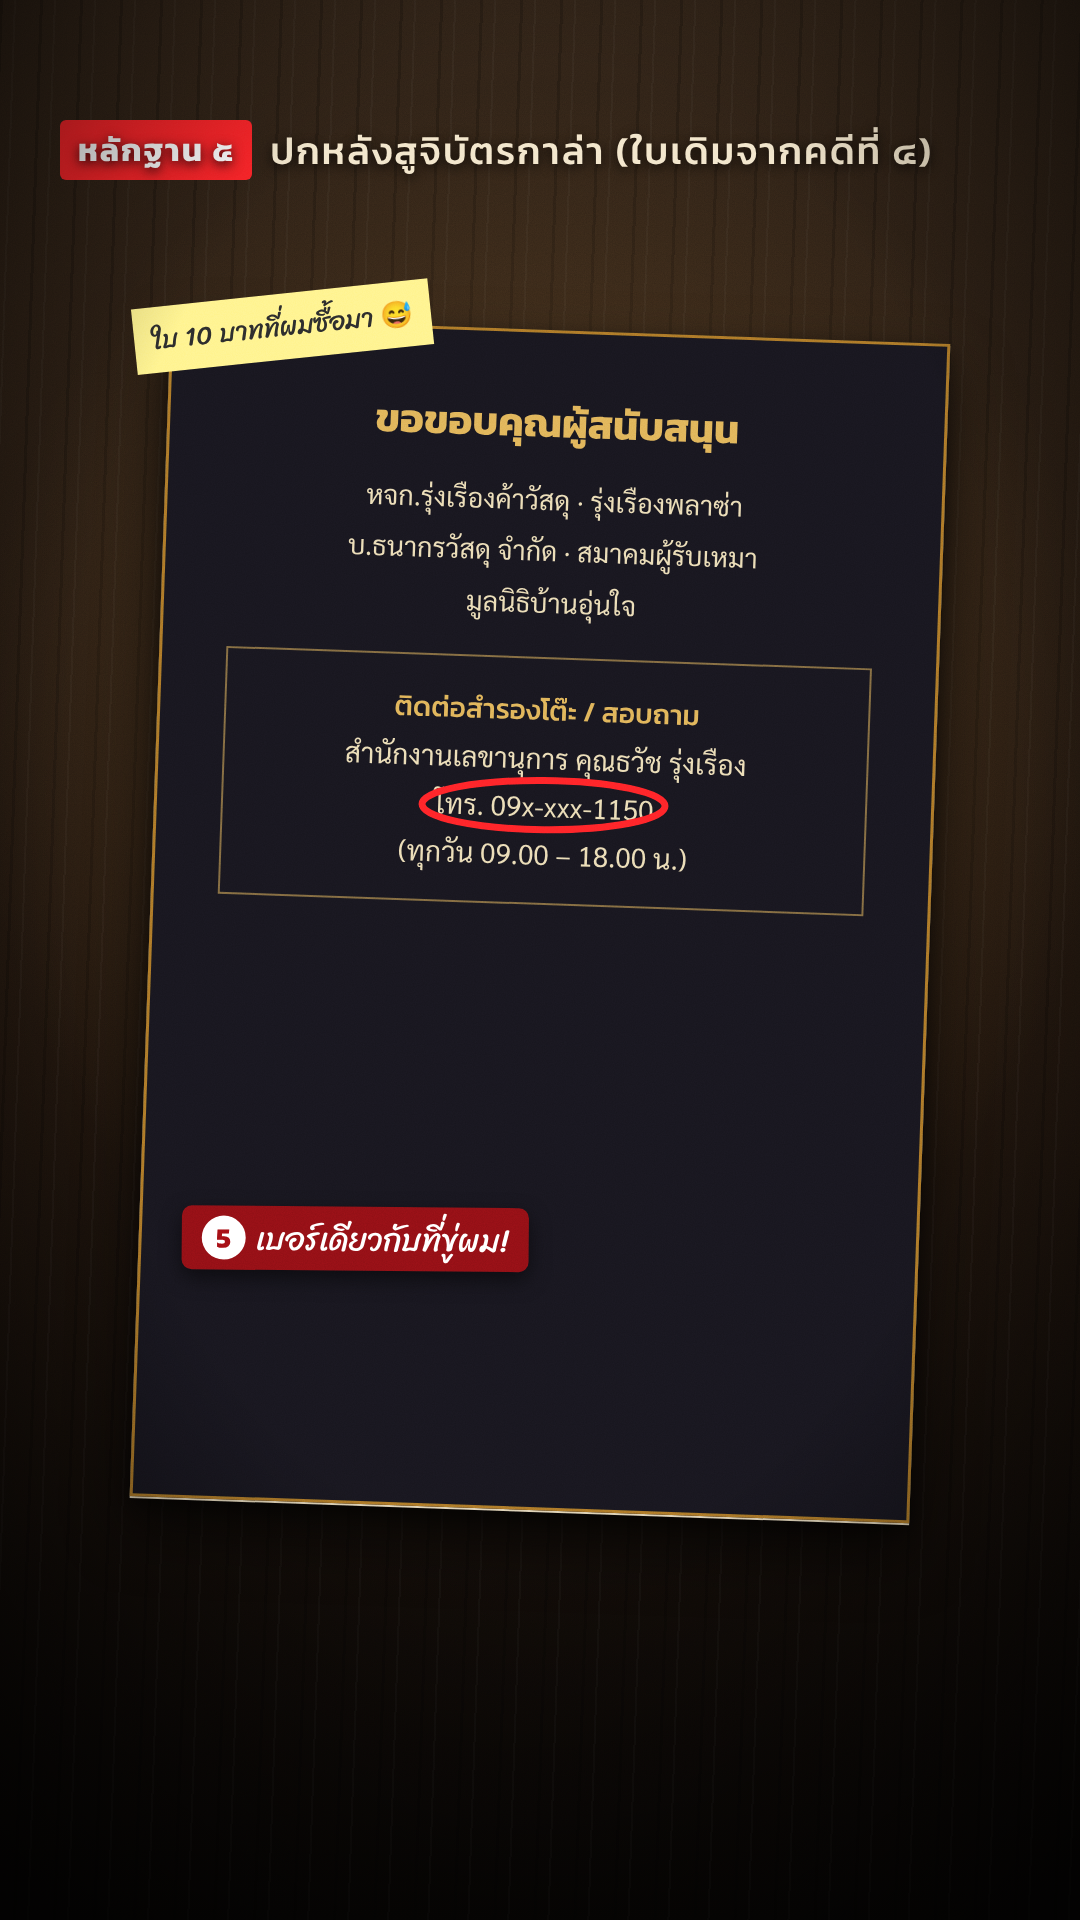 หลักฐาน ๕ ปกหลังสูจิบัตรกาล่า (ใบเดิมจากคดีที่ ๔)
ใบ 10 บาทที่ผมซื้อมา 😅
ขอขอบคุณผู้สนับสนุน
หจก.รุ่งเรืองค้าวัสดุ · รุ่งเรืองพลาซ่า
บ.ธนากรวัสดุ จำกัด · สมาคมผู้รับเหมา
มูลนิธิบ้านอุ่นใจ
ติดต่อสำรองโต๊ะ / สอบถาม
สำนักงานเลขานุการ คุณธวัช รุ่งเรือง
โทร. 09x-xxx-1150
(ทุกวัน 09.00 – 18.00 น.)
5 เบอร์เดียวกับที่ขู่ผม!